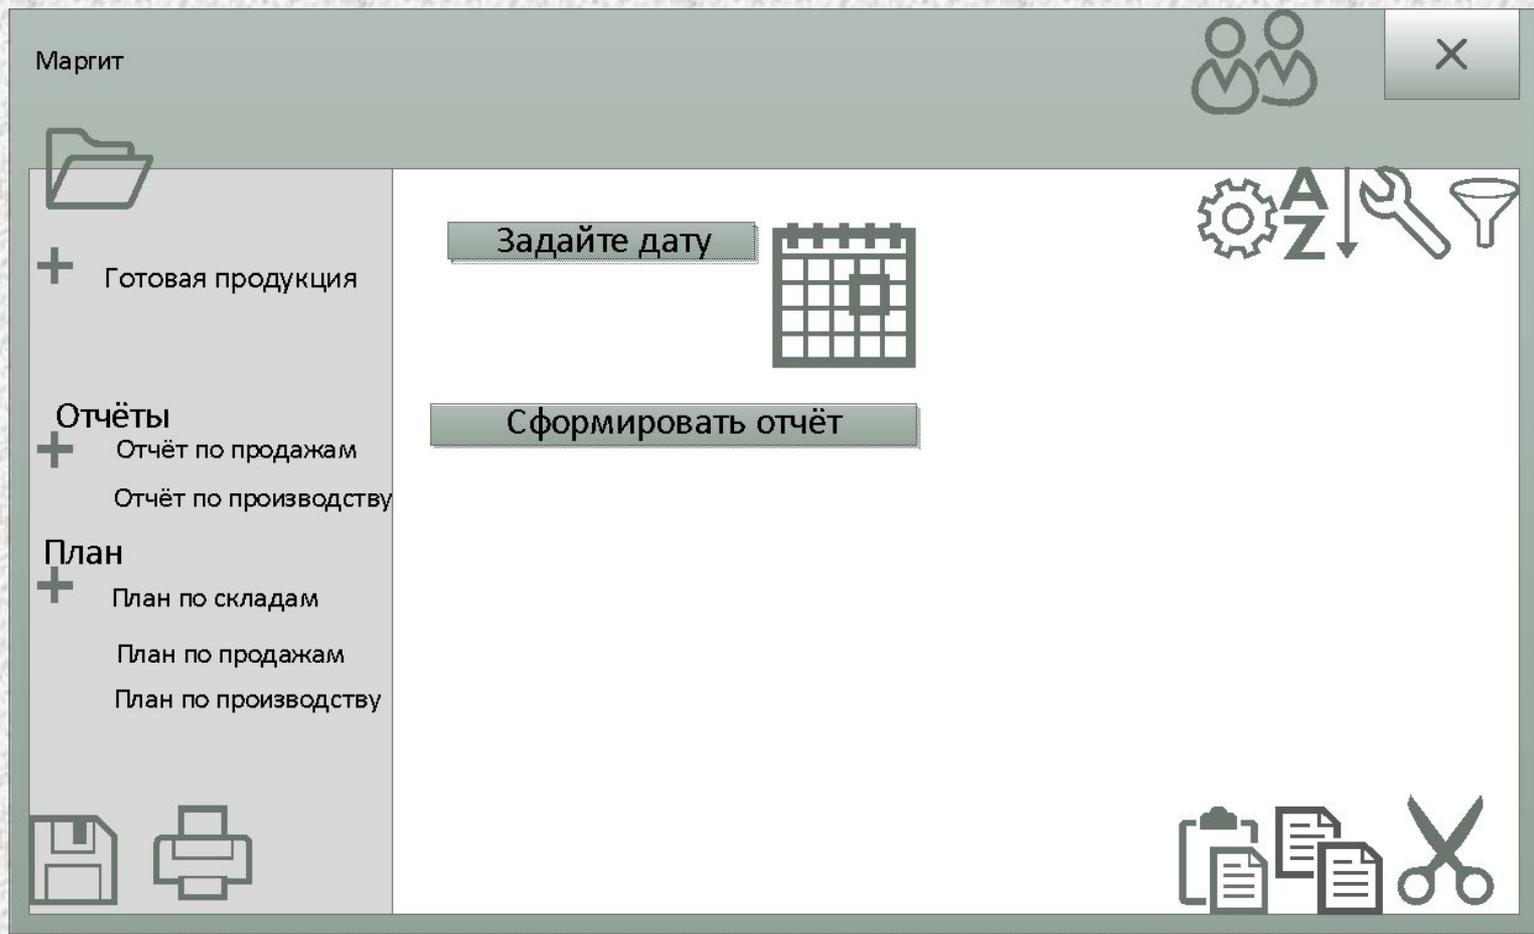 Маргит
Задайте дату
Готовая продукция
Сформировать отчёт
Отчёты
Отчёт по продажам
Отчёт по производству
План
План по складам
План по продажам
План по производству
A
Z